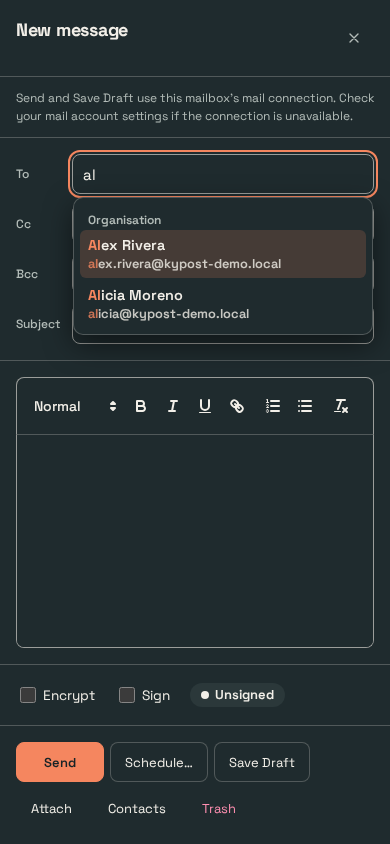 New message
Send and Save Draft use this mailbox's mail connection. Check
your mail account settings if the connection is unavailable.
To
al
Cc
Organisation
Alex Rivera
alex.rivera@kypost-demo.local
Bcc
Alicia Moreno
alicia@kypost-demo.local
Subject
Normal
B I U
Encrypt
Sign
Unsigned
Send
Schedule…
Save Draft
Attach
Contacts
Trash